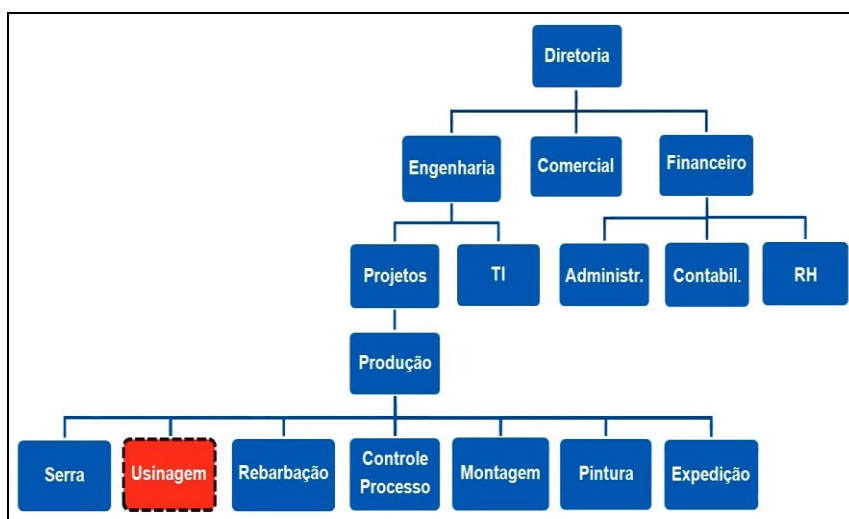 Diretoria
Engenharia
Comercial
Financeiro
Projetos
TI
Administr.
Contabil.
RH
Produção
Serra
Usinagem
Rebarbação
Controle
Processo
Montagem
Pintura
Expedição